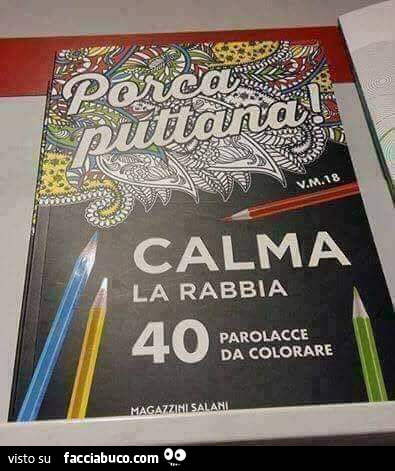 Porca
puttana!
V.M.18
CALMA
LA RABBIA
40 PAROLACCE
DA COLORARE
MAGAZZINI SALANI
visto su facciabuco.com